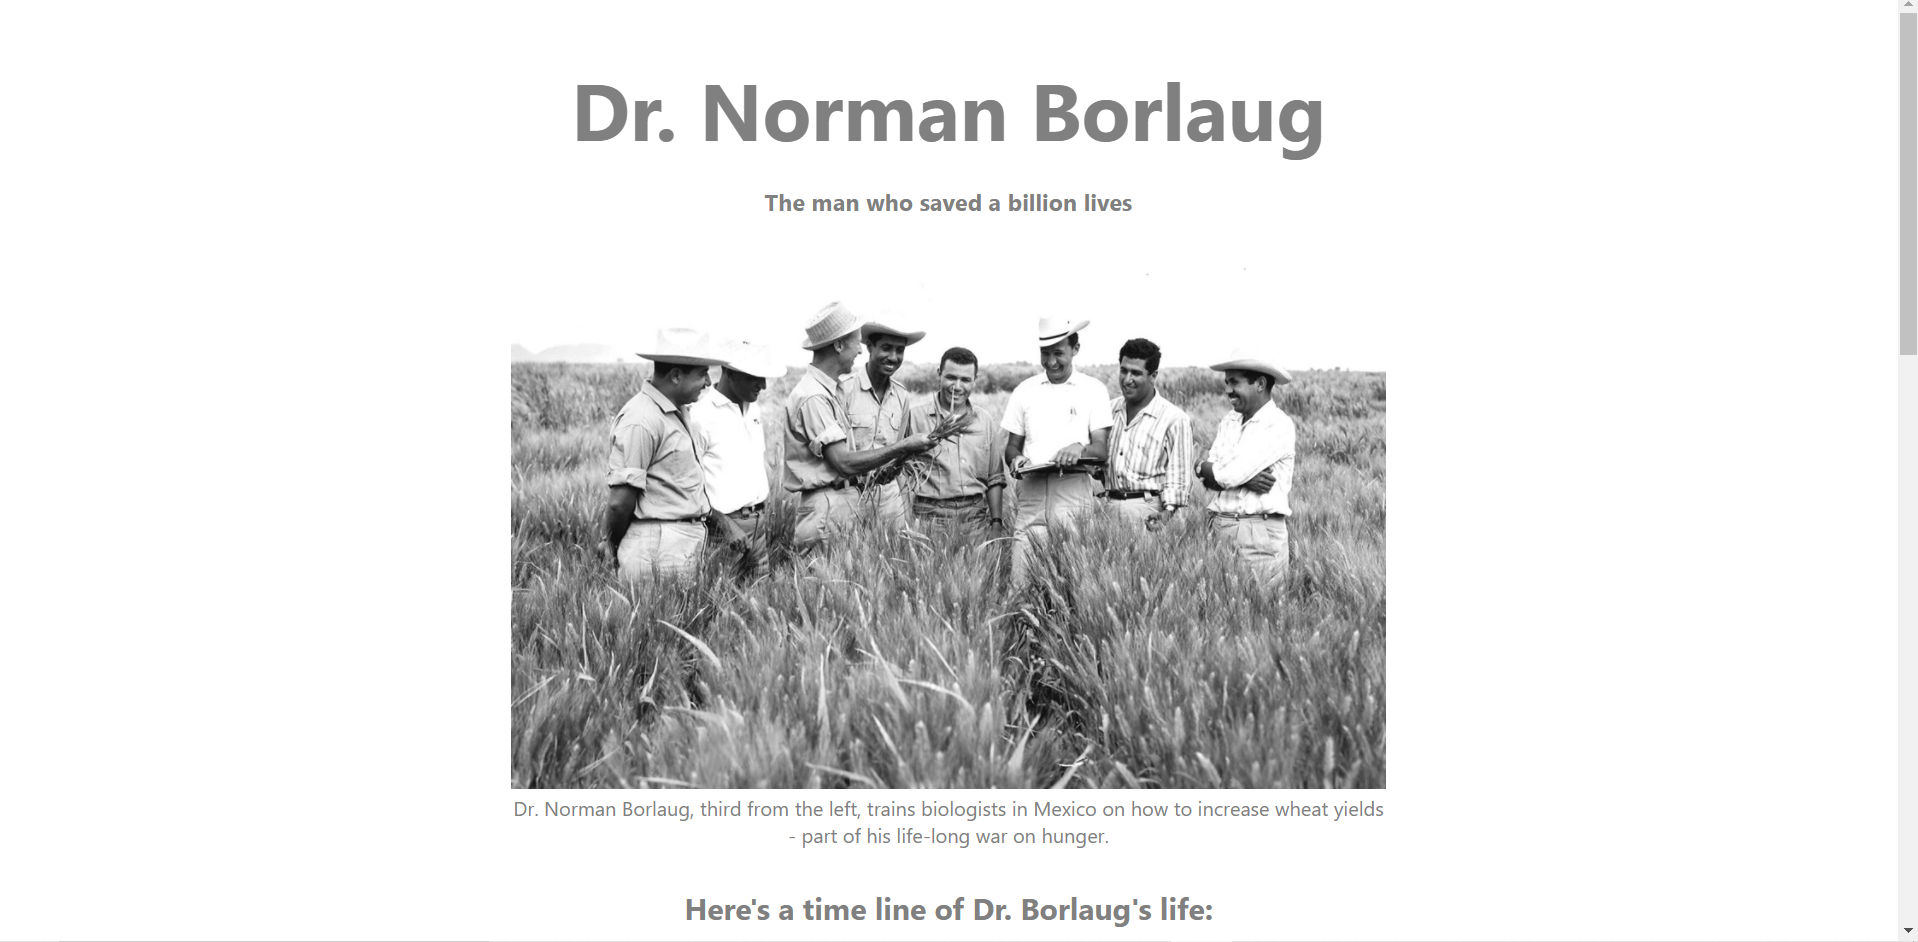 Dr. Norman Borlaug
The man who saved a billion lives
Dr. Norman Borlaug, third from the left, trains biologists in Mexico on how to increase wheat yields
- part of his life-long war on hunger.
Here's a time line of Dr. Borlaug's life: